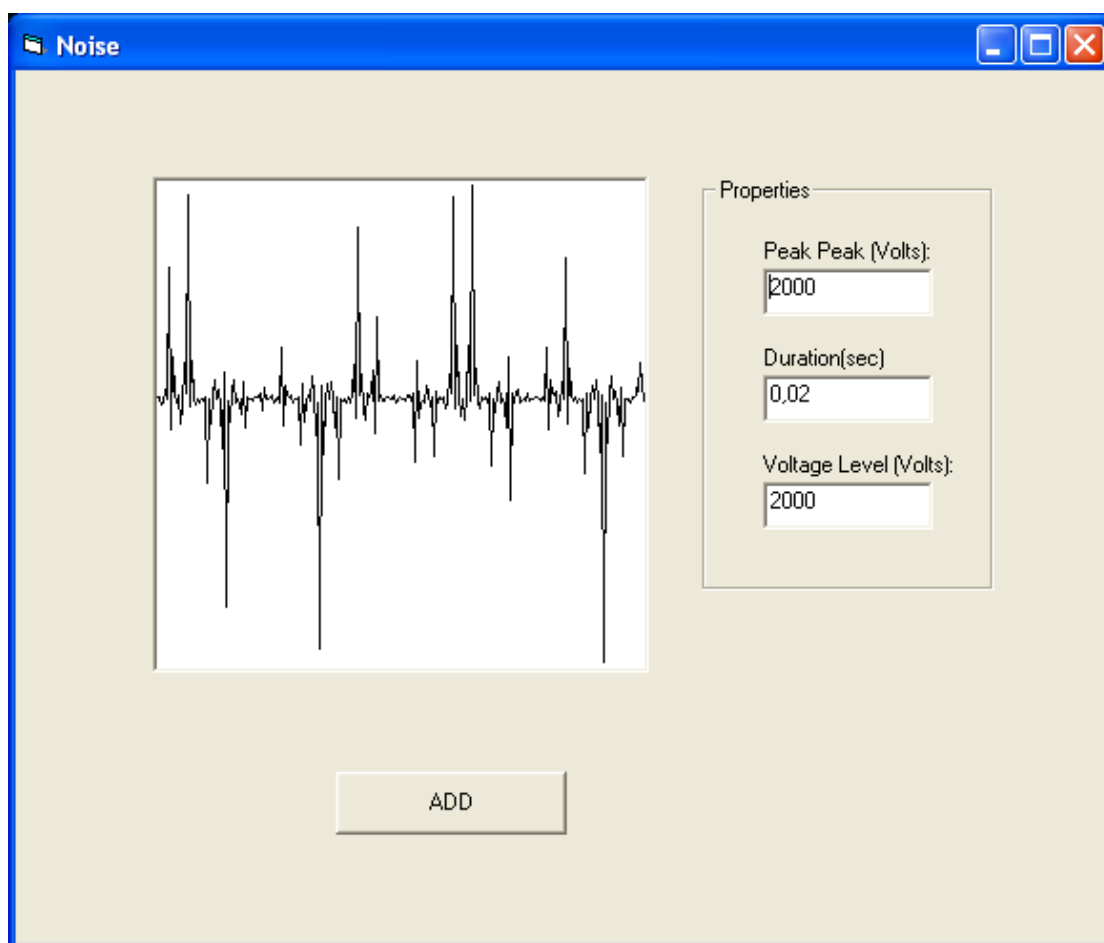 Noise
Properties
Peak Peak (Volts):
2000
Duration(sec)
0,02
Voltage Level (Volts):
2000
ADD